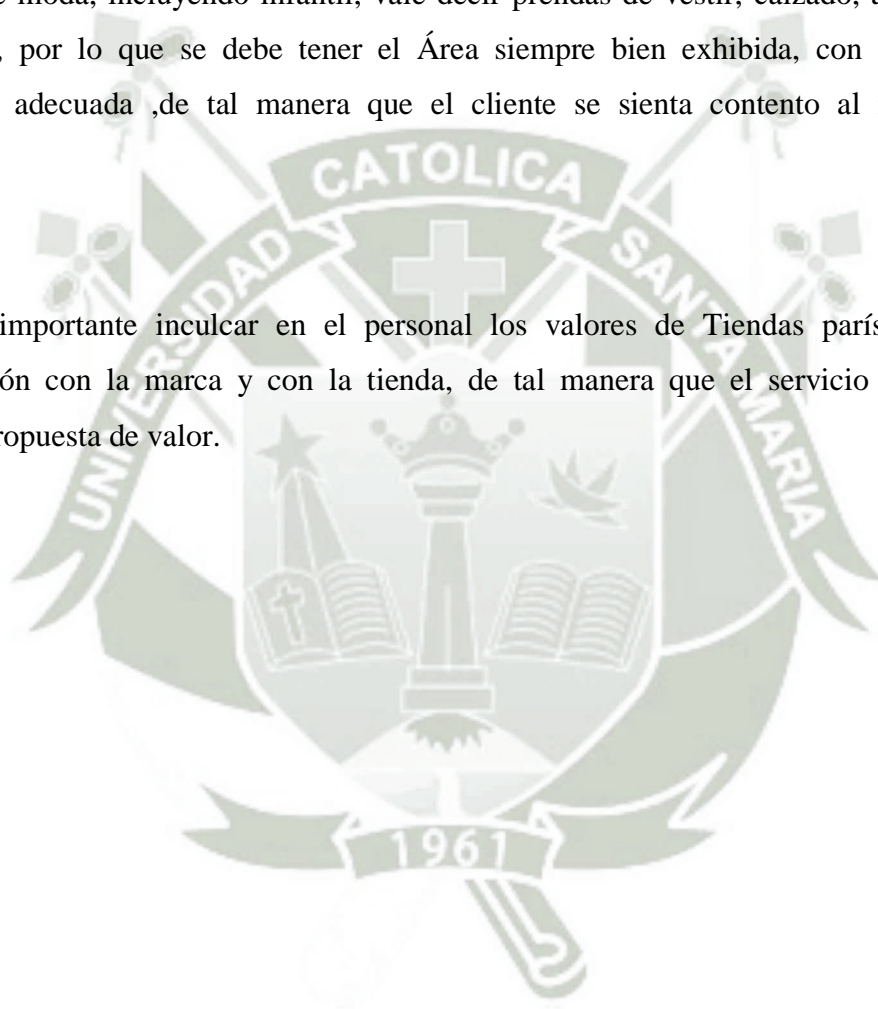 moda, incluyendo infantil, vale decir prendas de vestir, calzado,
, por lo que se debe tener el Área siempre bien exhibida, con
adecuada ,de tal manera que el cliente se sienta contento al
CATOLICA
UNIVERSIDAD
SANTA MARIA
importante inculcar en el personal los valores de Tiendas parís
ón con la marca y con la tienda, de tal manera que el servicio
ropuesta de valor.
1961